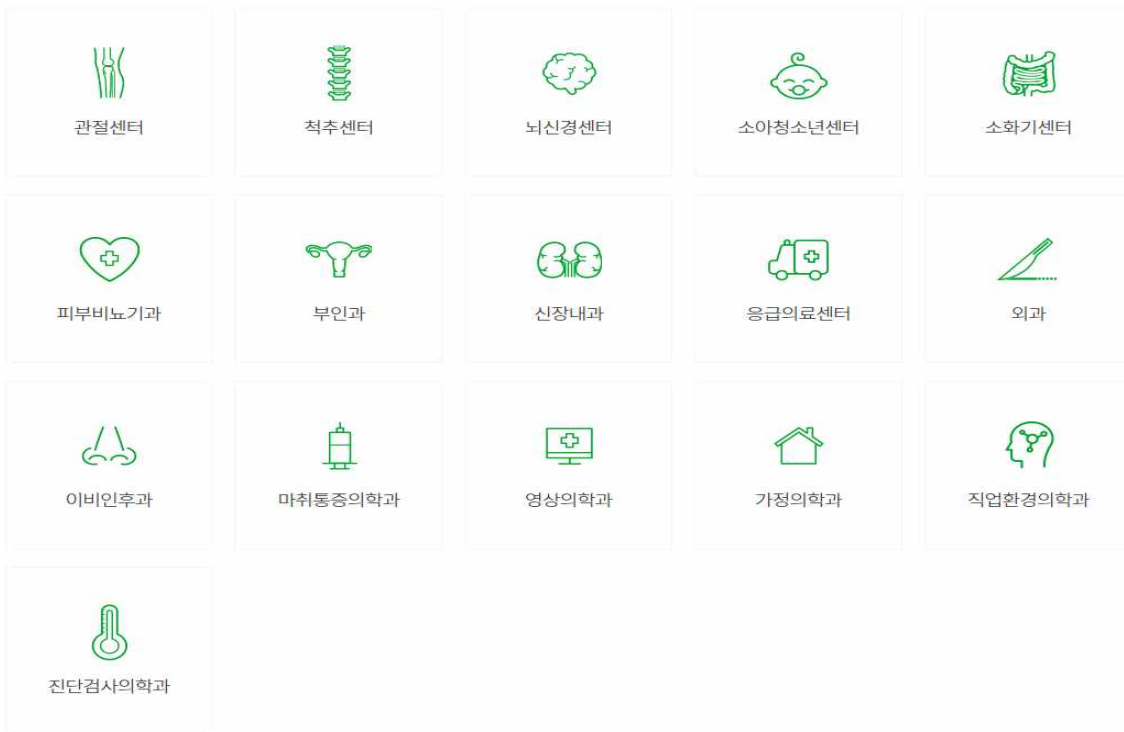 관절센터
척추센터
뇌신경센터
소아청소년센터
소화기센터
피부비뇨기과
부인과
신장내과
응급의료센터
외과
이비인후과
마취통증의학과
영상의학과
가정의학과
직업환경의학과
진단검사의학과